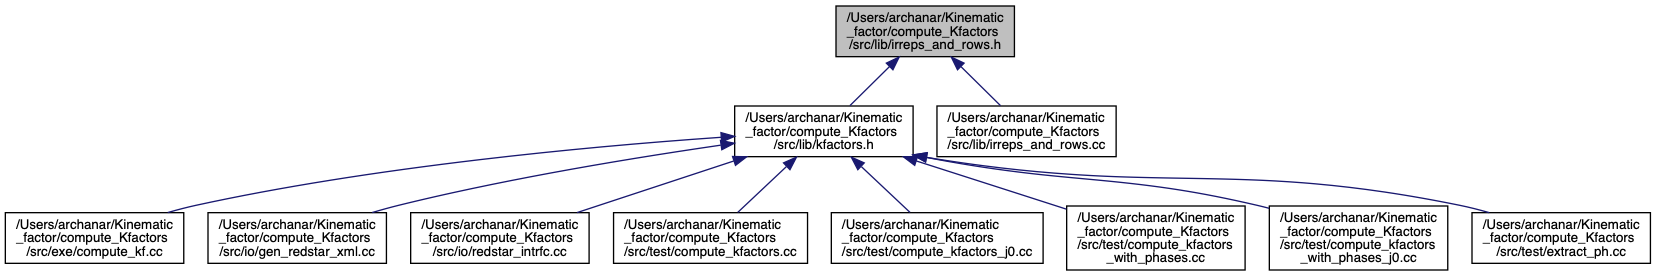 /Users/archanar/Kinematic
_factor/compute_Kfactors
/src/lib/irreps_and_rows.h
/Users/archanar/Kinematic
_factor/compute_Kfactors
/src/lib/kfactors.h
/Users/archanar/Kinematic
_factor/compute_Kfactors
/src/lib/irreps_and_rows.cc
/Users/archanar/Kinematic
_factor/compute_Kfactors
/src/exe/compute_kf.cc
/Users/archanar/Kinematic
_factor/compute_Kfactors
/src/io/gen_redstar_xml.cc
/Users/archanar/Kinematic
_factor/compute_Kfactors
/src/io/redstar_intrfc.cc
/Users/archanar/Kinematic
_factor/compute_Kfactors
/src/test/compute_kfactors.cc
/Users/archanar/Kinematic
_factor/compute_Kfactors
/src/test/compute_kfactors_j0.cc
/Users/archanar/Kinematic
_factor/compute_Kfactors
/src/test/compute_kfactors
_with_phases.cc
/Users/archanar/Kinematic
_factor/compute_Kfactors
/src/test/compute_kfactors
_with_phases_j0.cc
/Users/archanar/Kinematic
_factor/compute_Kfactors
/src/test/extract_ph.cc